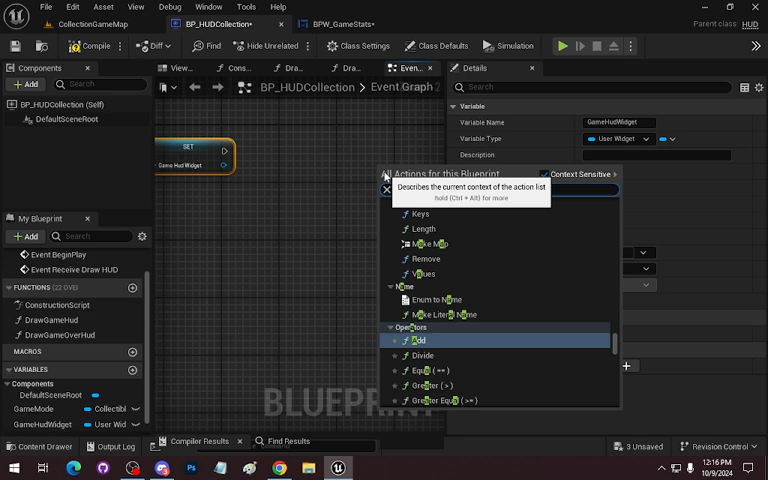 File Edit Asset View Debug Window Tools Help
CollectionGameMap
BP_HUDCollection*
BPW_GameStats*
Parent class: HUD
Compile
Diff
Find
Hide Unrelated
Class Settings
Class Defaults
Simulation
Components
View...
Cons...
Dra...
Dra...
Even...
Details
Add
Search
BP_HUDCollection > Event Graph
Search
BP_HUDCollection (Self)
DefaultSceneRoot
Variable
Variable Name
GameHudWidget
Variable Type
User Widget
Description
SET
Game Hud Widget
All Actions for this Blueprint
Context Sensitive
Describes the current context of the action list
hold (Ctrl + Alt) for more
Keys
Length
Make Map
Remove
Values
Name
Enum to Name
Make Literal Name
Operators
Add
Divide
Equal (==)
Greater (>)
Greater Equal (>=)
My Blueprint
Add
Search
Event BeginPlay
Event Receive Draw HUD
FUNCTIONS (22 OVE
ConstructionScript
DrawGameHud
DrawGameOverHud
MACROS
VARIABLES
Components
DefaultSceneRoot
GameMode
Collectibl
GameHudWidget
User Wid
BLUEPRINT
Content Drawer
Output Log
Compiler Results
Find Results
3 Unsaved
Revision Control
12:16 PM
10/9/2024